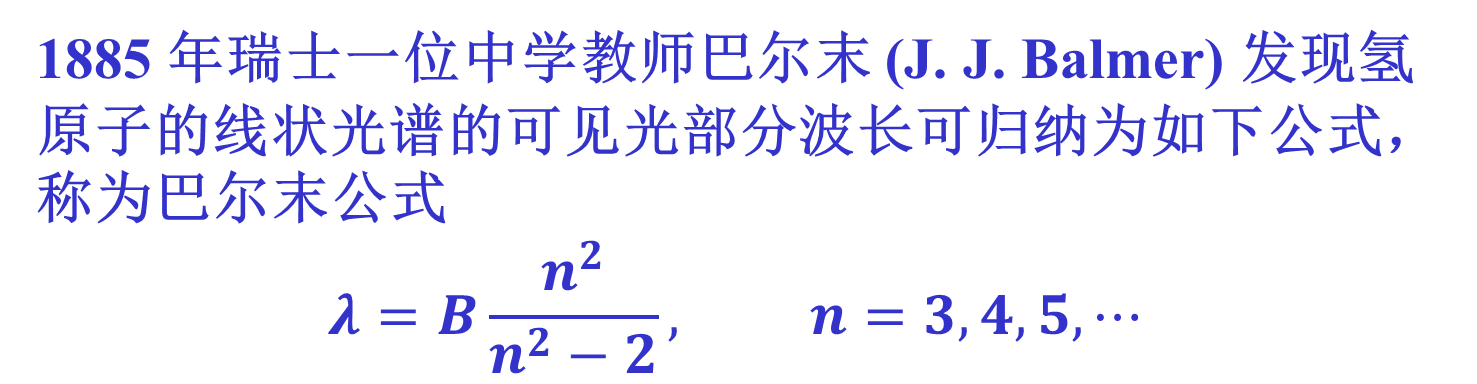 1885 年瑞士一位中学教师巴尔末 (J. J. Balmer) 发现氢
原子的线状光谱的可见光部分波长可归纳为如下公式，
称为巴尔末公式
λ = B n²/(n² − 2), n = 3, 4, 5, ⋯